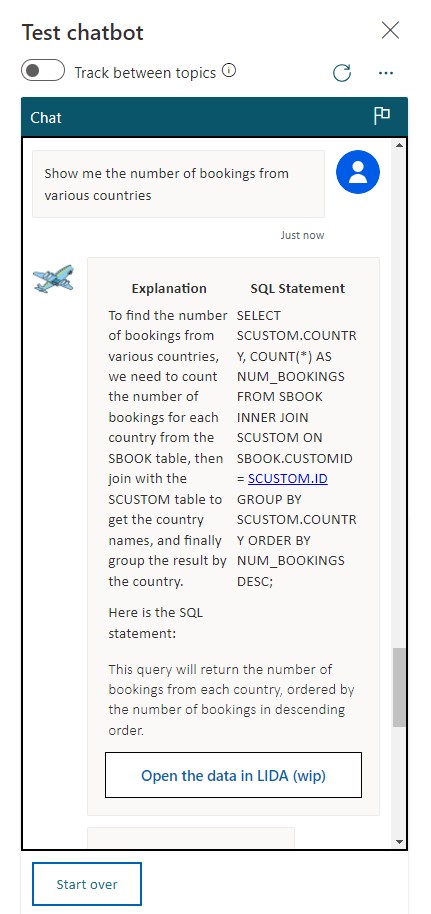 Test chatbot
Track between topics
Chat
Show me the number of bookings from
various countries
Just now
Explanation
To find the number
of bookings from
various countries,
we need to count
the number of
bookings for each
country from the
SBOOK table, then
join with the
SCUSTOM table to
get the country
names, and finally
group the result by
the country.
Here is the SQL
statement:
SQL Statement
SELECT
SCUSTOM.COUNTR
Y, COUNT(*) AS
NUM_BOOKINGS
FROM SBOOK
INNER JOIN
SCUSTOM ON
SBOOK.CUSTOMID
= SCUSTOM.ID
GROUP BY
SCUSTOM.COUNTR
Y ORDER BY
NUM_BOOKINGS
DESC;
This query will return the number of
bookings from each country, ordered by
the number of bookings in descending
order.
Open the data in LIDA (wip)
Start over